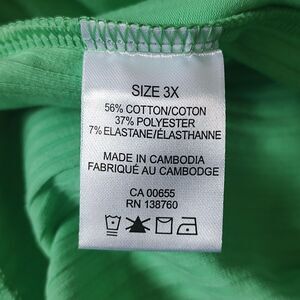 SIZE 3X
56% COTTON/COTON
37% POLYESTER
7% ELASTANE/ÉLASTHANNE
MADE IN CAMBODIA
FABRIQUÉ AU CAMBODGE
CA 00655
RN 138760